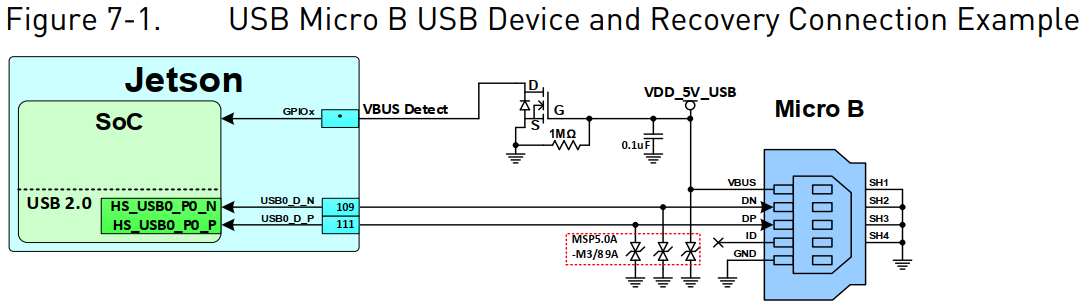 Figure 7-1. USB Micro B USB Device and Recovery Connection Example
Jetson
SoC
GPIOx
*
VBUS Detect
D
G
S
1MΩ
0.1uF
VDD_5V_USB
Micro B
USB 2.0
HS_USB0_P0_N
HS_USB0_P0_P
USB0_D_N
109
USB0_D_P
111
MSP5.0A
-M3/89A
VBUS
DN
DP
ID
GND
SH1
SH2
SH3
SH4